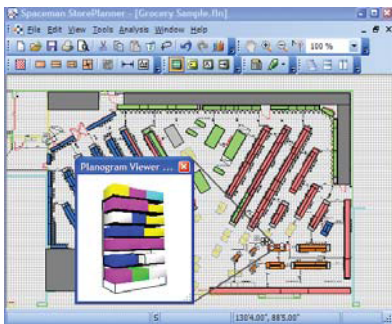 Spaceman StorePlanner - [Grocery Sample.fln]
File Edit View Tools Analysis Window Help
100 %
Planogram Viewer ...
S 130'4.00", 88'5.00"